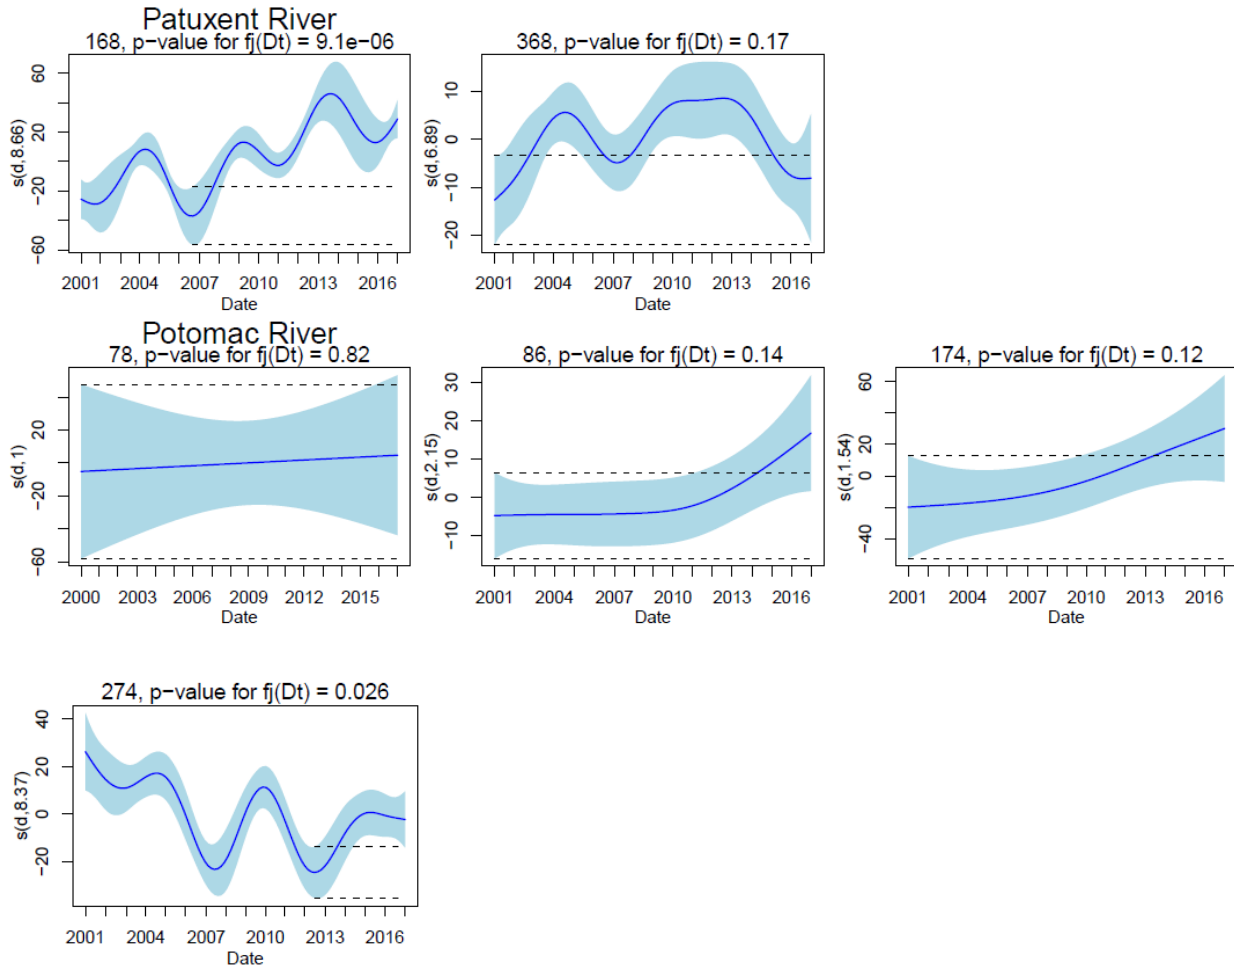 Patuxent River
168, p−value for fj(Dt) = 9.1e−06
s(d,8.66)
60
20
−20
−60
2001 2004 2007 2010 2013 2016
Date
368, p−value for fj(Dt) = 0.17
s(d,6.89)
10
0
−10
−20
2001 2004 2007 2010 2013 2016
Date
Potomac River
78, p−value for fj(Dt) = 0.82
s(d,1)
20
−20
−60
2000 2003 2006 2009 2012 2015
Date
86, p−value for fj(Dt) = 0.14
s(d,2.15)
30
20
10
0
−10
2001 2004 2007 2010 2013 2016
Date
174, p−value for fj(Dt) = 0.12
s(d,1.54)
60
20
0
−40
2001 2004 2007 2010 2013 2016
Date
274, p−value for fj(Dt) = 0.026
s(d,8.37)
40
20
0
−20
2001 2004 2007 2010 2013 2016
Date